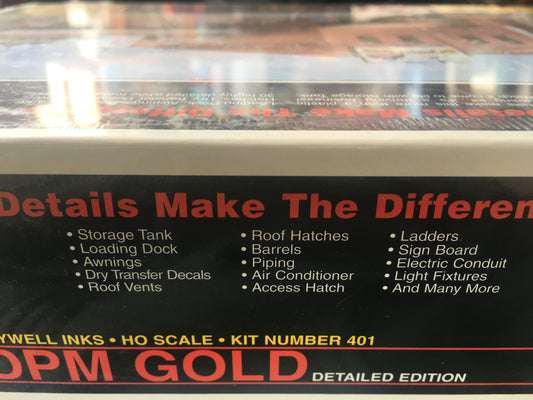 Details Make The Differen
• Storage Tank
• Loading Dock
• Awnings
• Dry Transfer Decals
• Roof Vents
• Roof Hatches
• Barrels
• Piping
• Air Conditioner
• Access Hatch
• Ladders
• Sign Board
• Electric Conduit
• Light Fixtures
• And Many More
YWELL INKS • HO SCALE • KIT NUMBER 401
DPM GOLD DETAILED EDITION